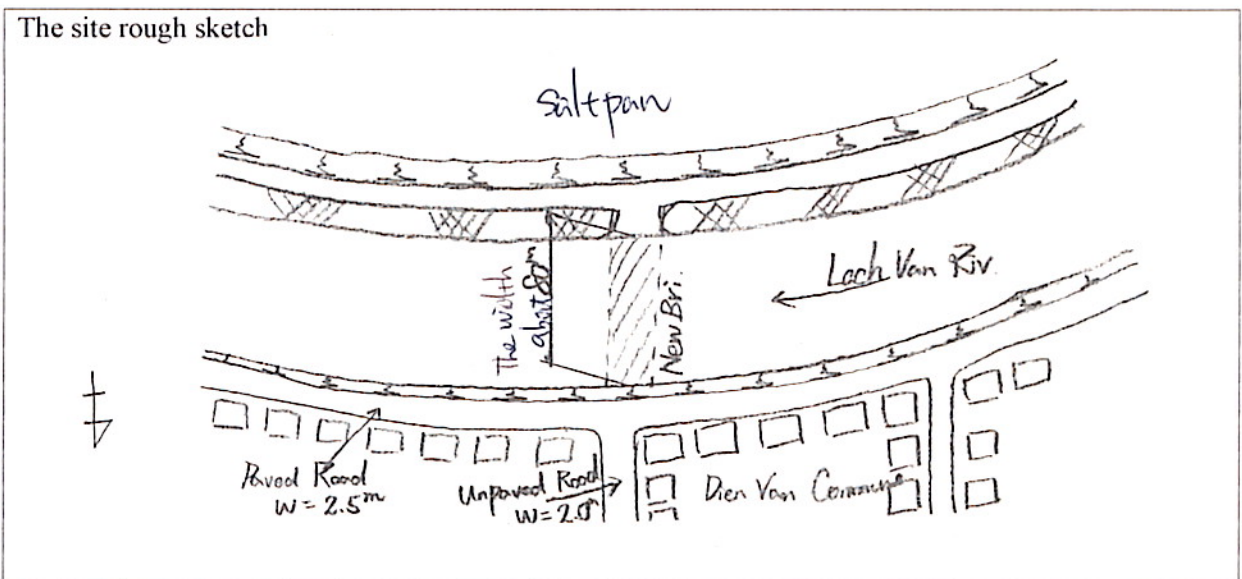 The site rough sketch
Saltpan
The width
about 80m
New Bri.
Lach Van Riv.
Paved Road
W = 2.5m
Unpaved Road
W = 2.0m
Dien Van Commune